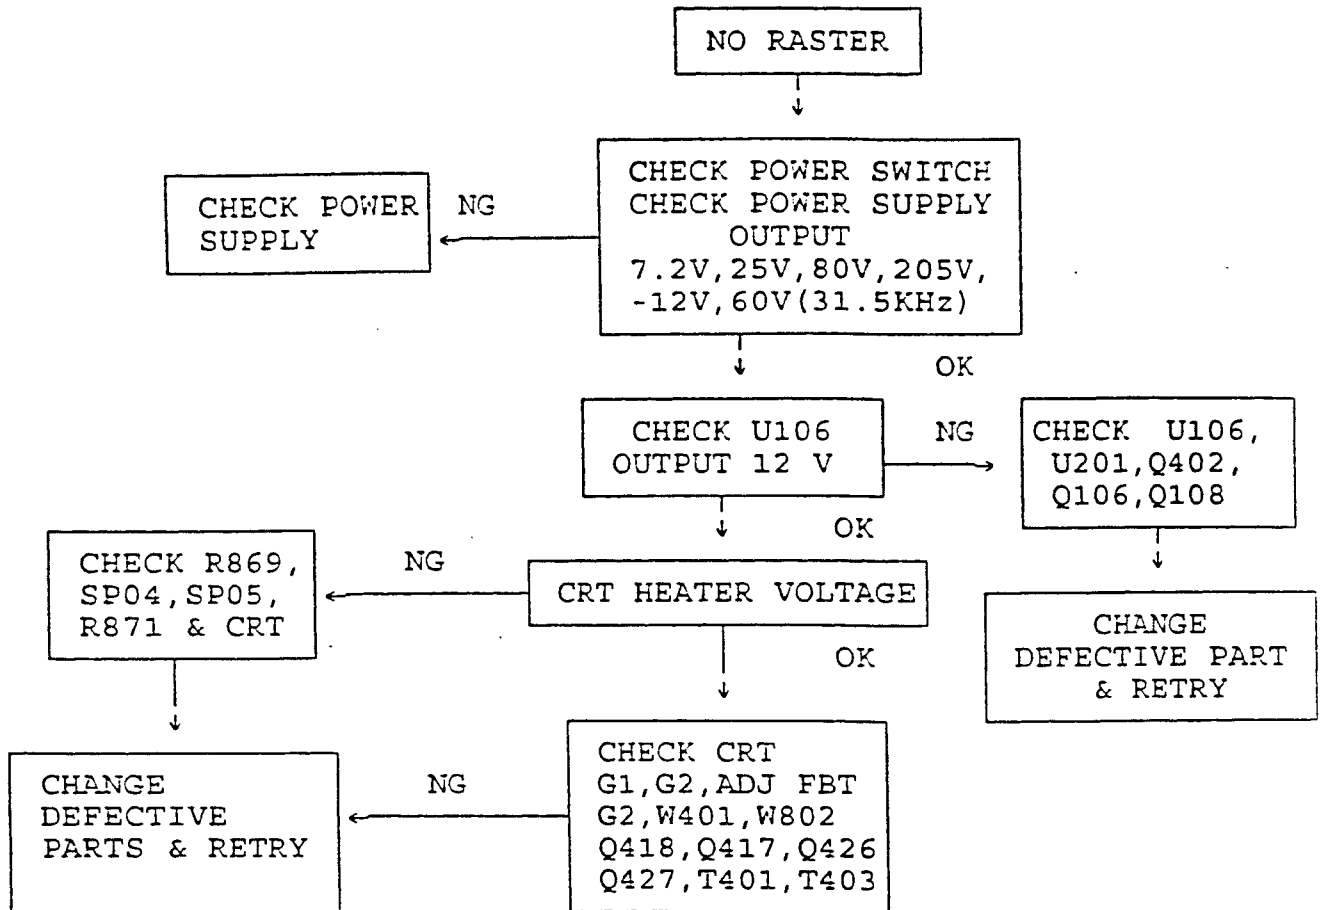 NO RASTER
CHECK POWER SWITCH
CHECK POWER SUPPLY
OUTPUT
7.2V,25V,80V,205V,
-12V,60V(31.5KHz)
NG
CHECK POWER
SUPPLY
OK
CHECK U106
OUTPUT 12 V
NG
CHECK U106,
U201,Q402,
Q106,Q108
OK
CHANGE
DEFECTIVE PART
& RETRY
CRT HEATER VOLTAGE
NG
CHECK R869,
SP04,SP05,
R871 & CRT
OK
CHECK CRT
G1,G2,ADJ FBT
G2,W401,W802
Q418,Q417,Q426
Q427,T401,T403
NG
CHANGE
DEFECTIVE
PARTS & RETRY